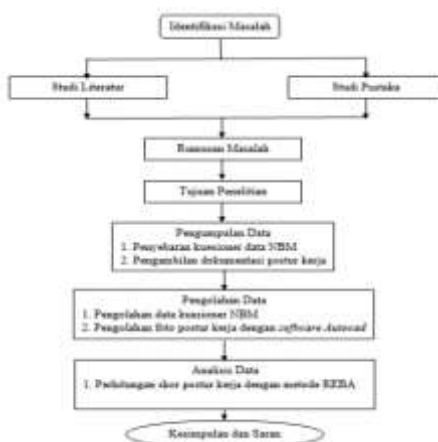 Identifikasi Masalah
Studi Literatur
Studi Pustaka
Rumusan Masalah
Tujuan Penelitian
Pengumpulan Data
1. Penyebaran kuesioner data NBM
2. Pengambilan dokumentasi postur kerja
Pengolahan Data
1. Pengolahan data kuesioner NBM
2. Pengolahan foto postur kerja dengan software Autocad
Analisis Data
1. Perhitungan skor postur kerja dengan metode REBA
Kesimpulan dan Saran